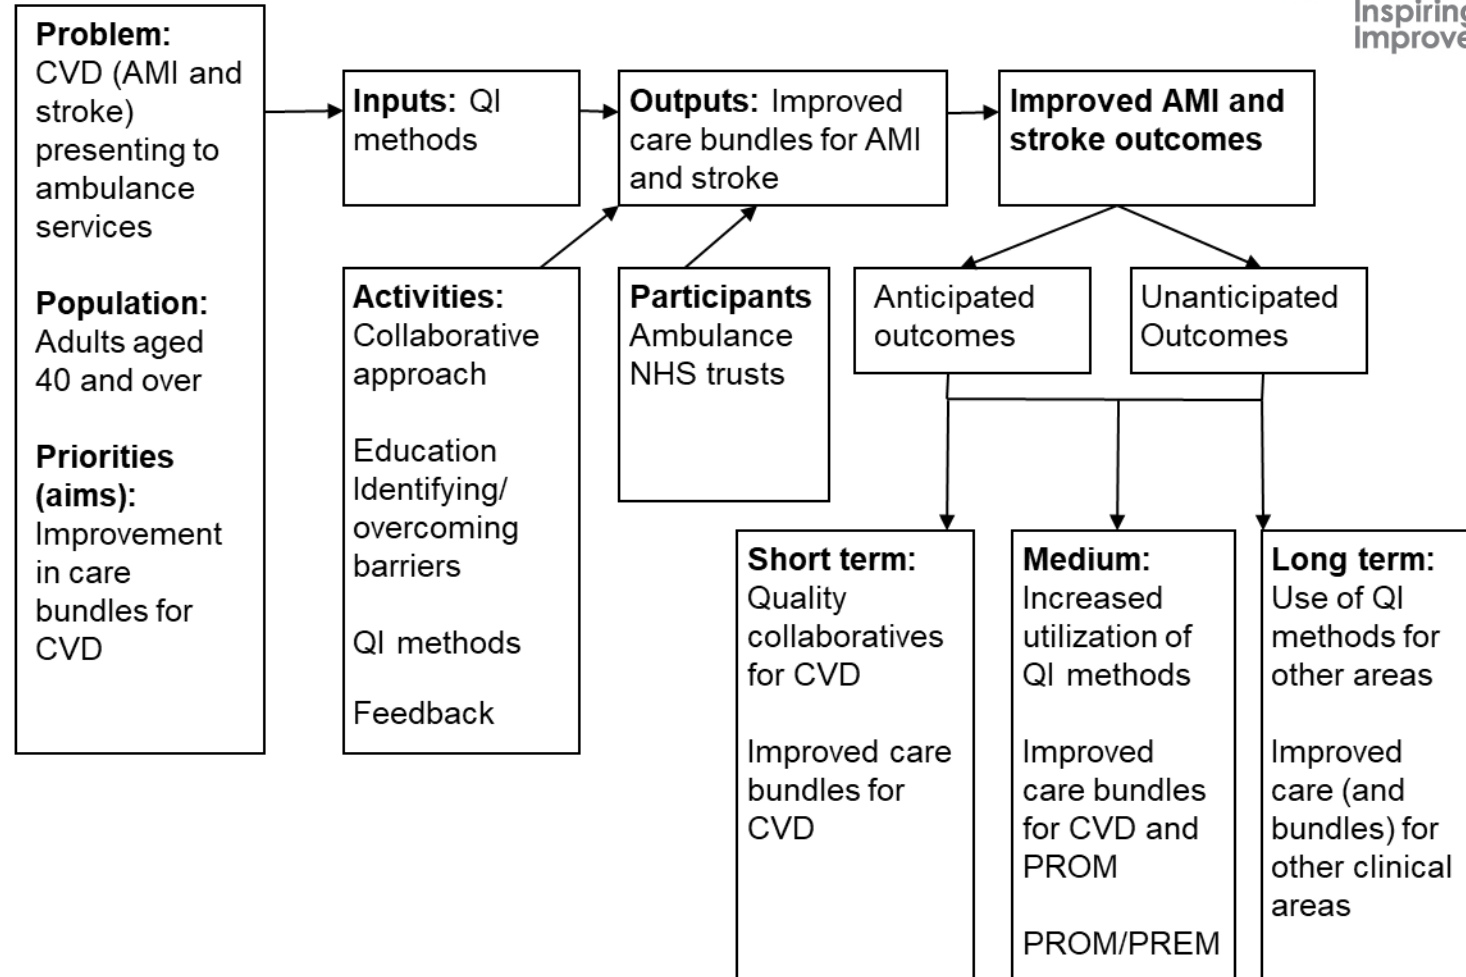 Inspiring
Improve
Problem:
CVD (AMI and
stroke)
presenting to
ambulance
services
Population:
Adults aged
40 and over
Priorities
(aims):
Improvement
in care
bundles for
CVD
Inputs: QI
methods
Outputs: Improved
care bundles for AMI
and stroke
Improved AMI and
stroke outcomes
Activities:
Collaborative
approach
Education
Identifying/
overcoming
barriers
QI methods
Feedback
Participants
Ambulance
NHS trusts
Anticipated
outcomes
Unanticipated
Outcomes
Short term:
Quality
collaboratives
for CVD
Improved care
bundles for
CVD
Medium:
Increased
utilization of
QI methods
Improved
care bundles
for CVD and
PROM
PROM/PREM
Long term:
Use of QI
methods for
other areas
Improved
care (and
bundles) for
other clinical
areas